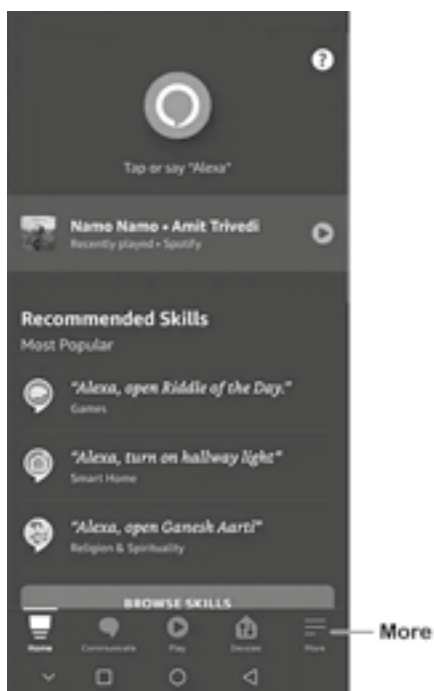 ?
Tap or say "Alexa"
Namo Namo • Amit Trivedi
Recently played • Spotify
Recommended Skills
Most Popular
"Alexa, open Riddle of the Day."
Games
"Alexa, turn on hallway light"
Smart Home
"Alexa, open Ganesh Aarti"
Religion & Spirituality
BROWSE SKILLS
Home Communicate Play Devices More
More